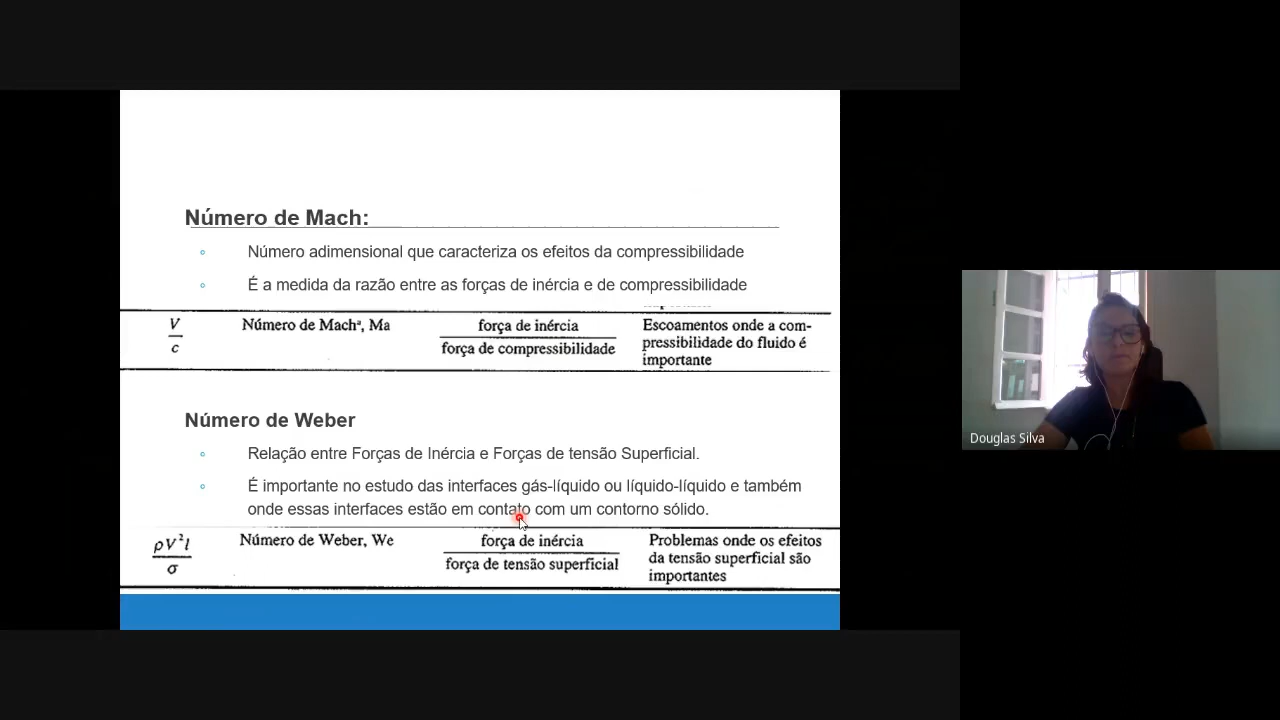 Número de Mach:
Número adimensional que caracteriza os efeitos da compressibilidade
É a medida da razão entre as forças de inércia e de compressibilidade
V
c
Número de Machª, Ma
força de inércia
força de compressibilidade
Escoamentos onde a com-
pressibilidade do fluido é
importante
Número de Weber
Relação entre Forças de Inércia e Forças de tensão Superficial.
É importante no estudo das interfaces gás-líquido ou líquido-líquido e também
onde essas interfaces estão em contato com um contorno sólido.
ρV²l
σ
Número de Weber, We
força de inércia
força de tensão superficial
Problemas onde os efeitos
da tensão superficial são
importantes
Douglas Silva